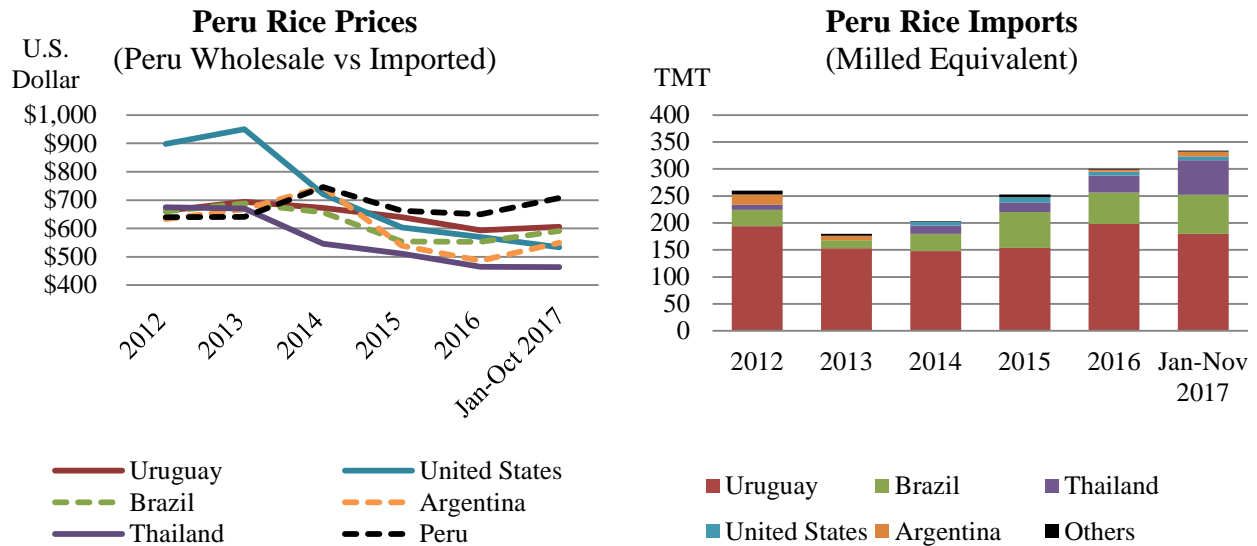 Peru Rice Prices
(Peru Wholesale vs Imported)
U.S.
Dollar
$1,000
$900
$800
$700
$600
$500
$400
2012
2013
2014
2015
2016
Jan-Oct 2017
Uruguay
United States
Brazil
Argentina
Thailand
Peru
Peru Rice Imports
(Milled Equivalent)
TMT
400
350
300
250
200
150
100
50
0
2012
2013
2014
2015
2016
Jan-Nov
2017
Uruguay
Brazil
Thailand
United States
Argentina
Others